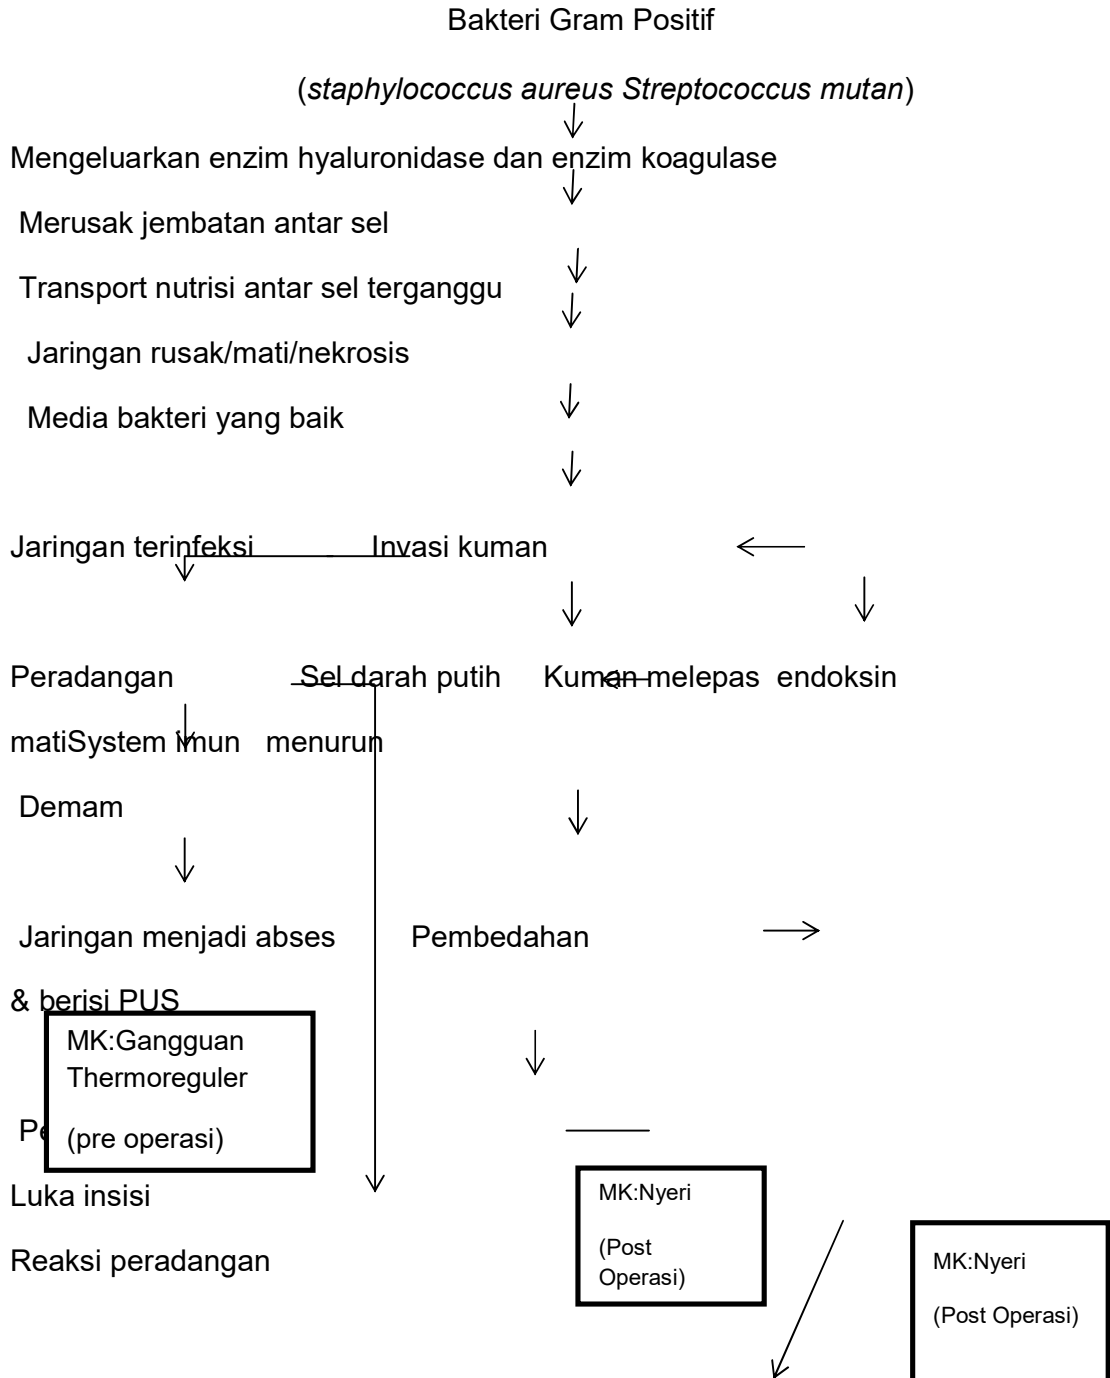 Bakteri Gram Positif
(staphylococcus aureus Streptococcus mutan)
Mengeluarkan enzim hyaluronidase dan enzim koagulase
Merusak jembatan antar sel
Transport nutrisi antar sel terganggu
Jaringan rusak/mati/nekrosis
Media bakteri yang baik
Jaringan terinfeksi Invasi kuman
Peradangan Sel darah putih Kuman melepas endoksin
matiSystem imun menurun
Demam
Jaringan menjadi abses Pembedahan
& berisi PUS
MK:Gangguan
Thermoreguler
(pre operasi)
Luka insisi
Reaksi peradangan
MK:Nyeri
(Post
Operasi)
MK:Nyeri
(Post Operasi)